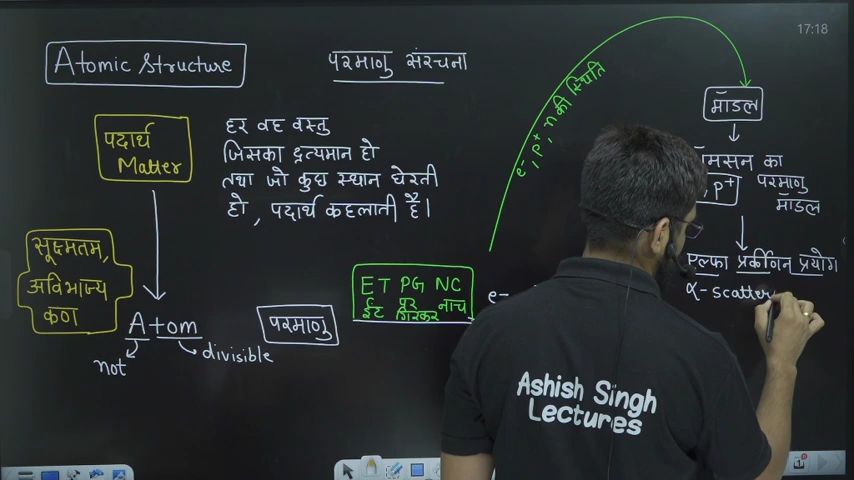 17:18
Atomic Structure
परमाणु संरचना
पदार्थ
Matter
हर वह वस्तु
जिसका द्रव्यमान हो
तथा जो कुछ स्थान घेरती
हो, पदार्थ कहलाती है।
सूक्ष्मतम,
अविभाज्य
कण
Atom
not
divisible
परमाणु
ET PG NC
ईट पूर नाच
गिरकर
e-
e-, p+, n की स्थिति
मॉडल
का
, p+ परमाणु
मॉडल
एल्फा प्रकीर्णन प्रयोग
α-scatter
Ashish Singh
Lectures